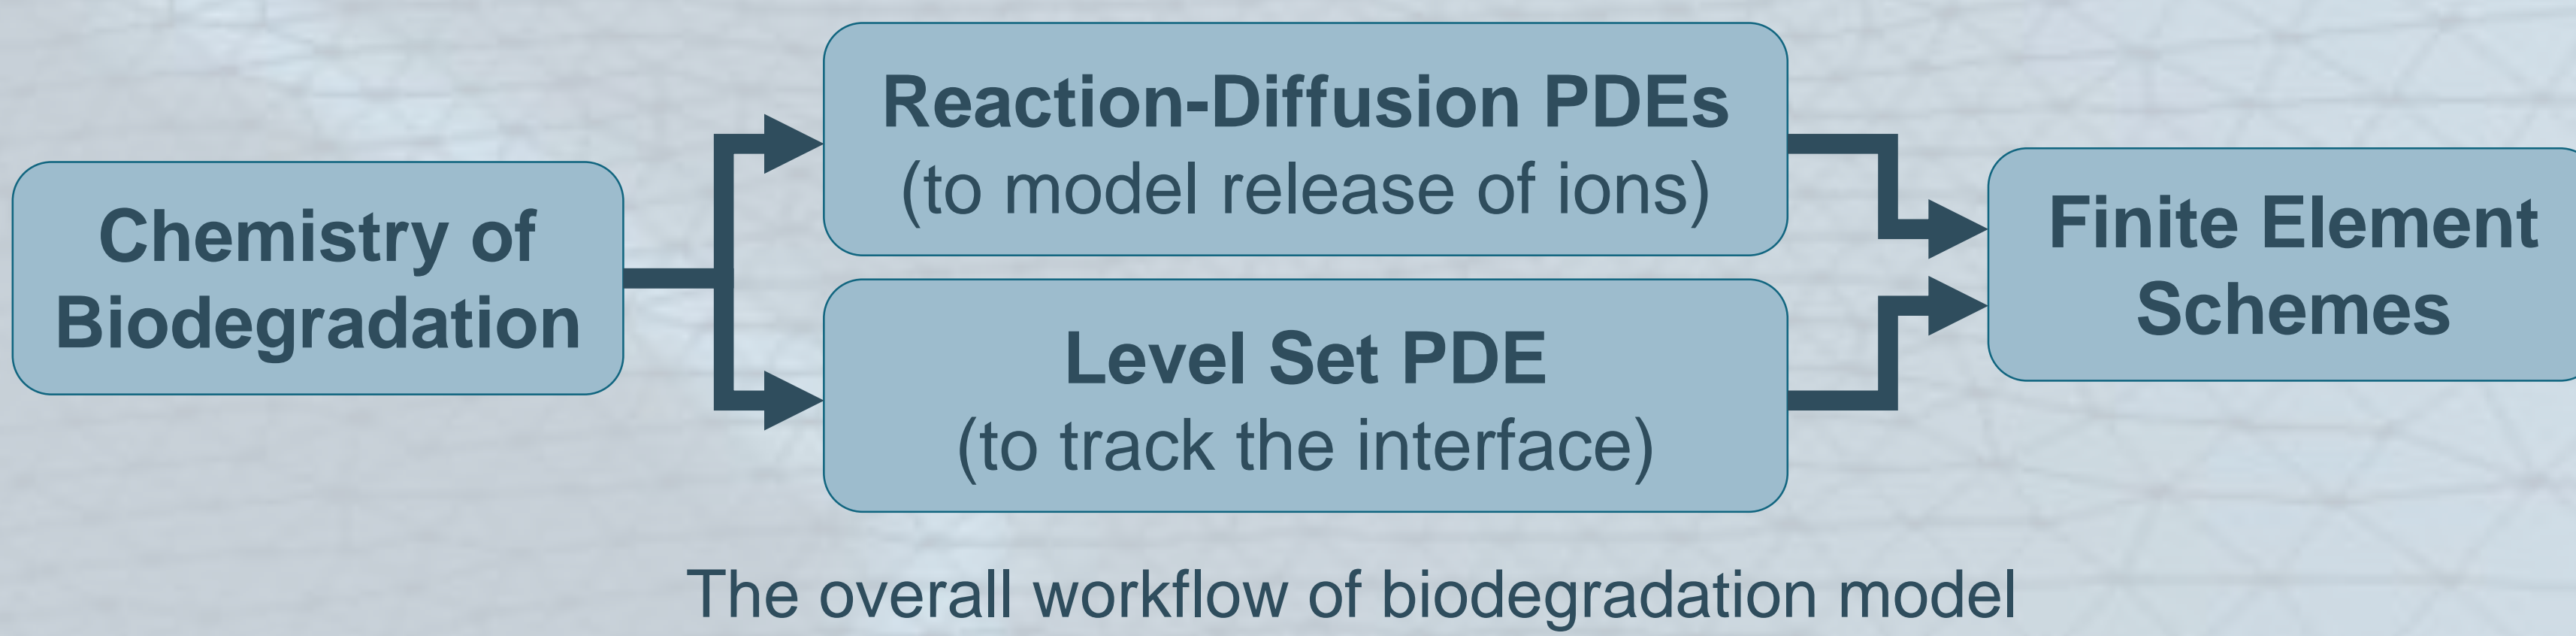 Chemistry of
Biodegradation
Reaction-Diffusion PDEs
(to model release of ions)
Level Set PDE
(to track the interface)
Finite Element
Schemes
The overall workflow of biodegradation model